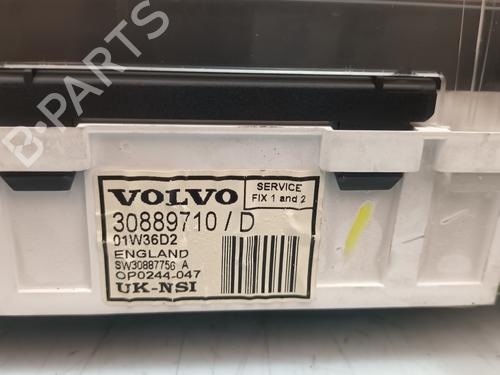 B-PARTS
VOLVO
SERVICE
FIX 1 and 2
30889710/D
01W36D2
ENGLAND
SW30887756 A
OP0244-047
UK-NSI